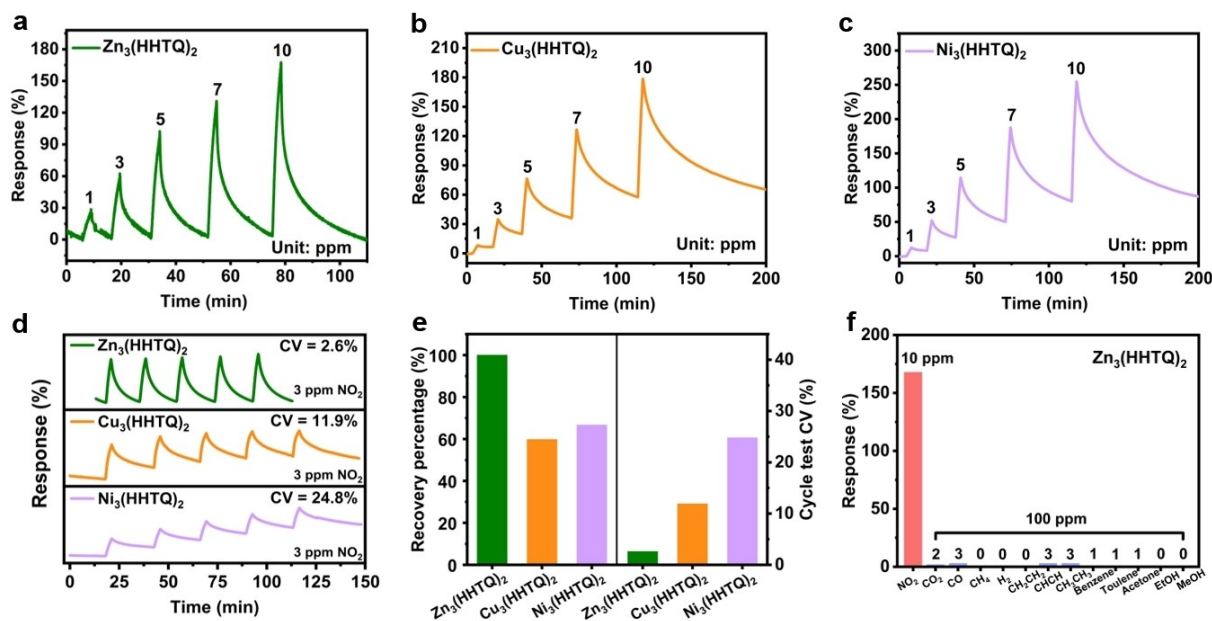 a
Zn3(HHTQ)2
Response (%)
180
150
120
90
60
30
0
1
3
5
7
10
Unit: ppm
0
20
40
60
80
100
Time (min)
b
Cu3(HHTQ)2
Response (%)
240
210
180
150
120
90
60
30
0
1
3
5
7
10
Unit: ppm
0
50
100
150
200
Time (min)
c
Ni3(HHTQ)2
Response (%)
300
250
200
150
100
50
0
1
3
5
7
10
Unit: ppm
0
50
100
150
200
Time (min)
d
Response (%)
Zn3(HHTQ)2
CV = 2.6%
3 ppm NO2
Cu3(HHTQ)2
CV = 11.9%
3 ppm NO2
Ni3(HHTQ)2
CV = 24.8%
3 ppm NO2
0
25
50
75
100
125
150
Time (min)
e
Recovery percentage (%)
100
80
60
40
20
0
Cycle test CV (%)
40
30
20
10
0
Zn3(HHTQ)2
Cu3(HHTQ)2
Ni3(HHTQ)2
Zn3(HHTQ)2
Cu3(HHTQ)2
Ni3(HHTQ)2
f
Response (%)
200
150
100
50
0
10 ppm
Zn3(HHTQ)2
100 ppm
2 3 0 0 0 3 3 1 1 1 0 0
NO2
CO2
CO
CH4
H2
CH2CH2
CHCH
CH3CH3
Benzene
Toulene
Acetone
EtOH
MeOH